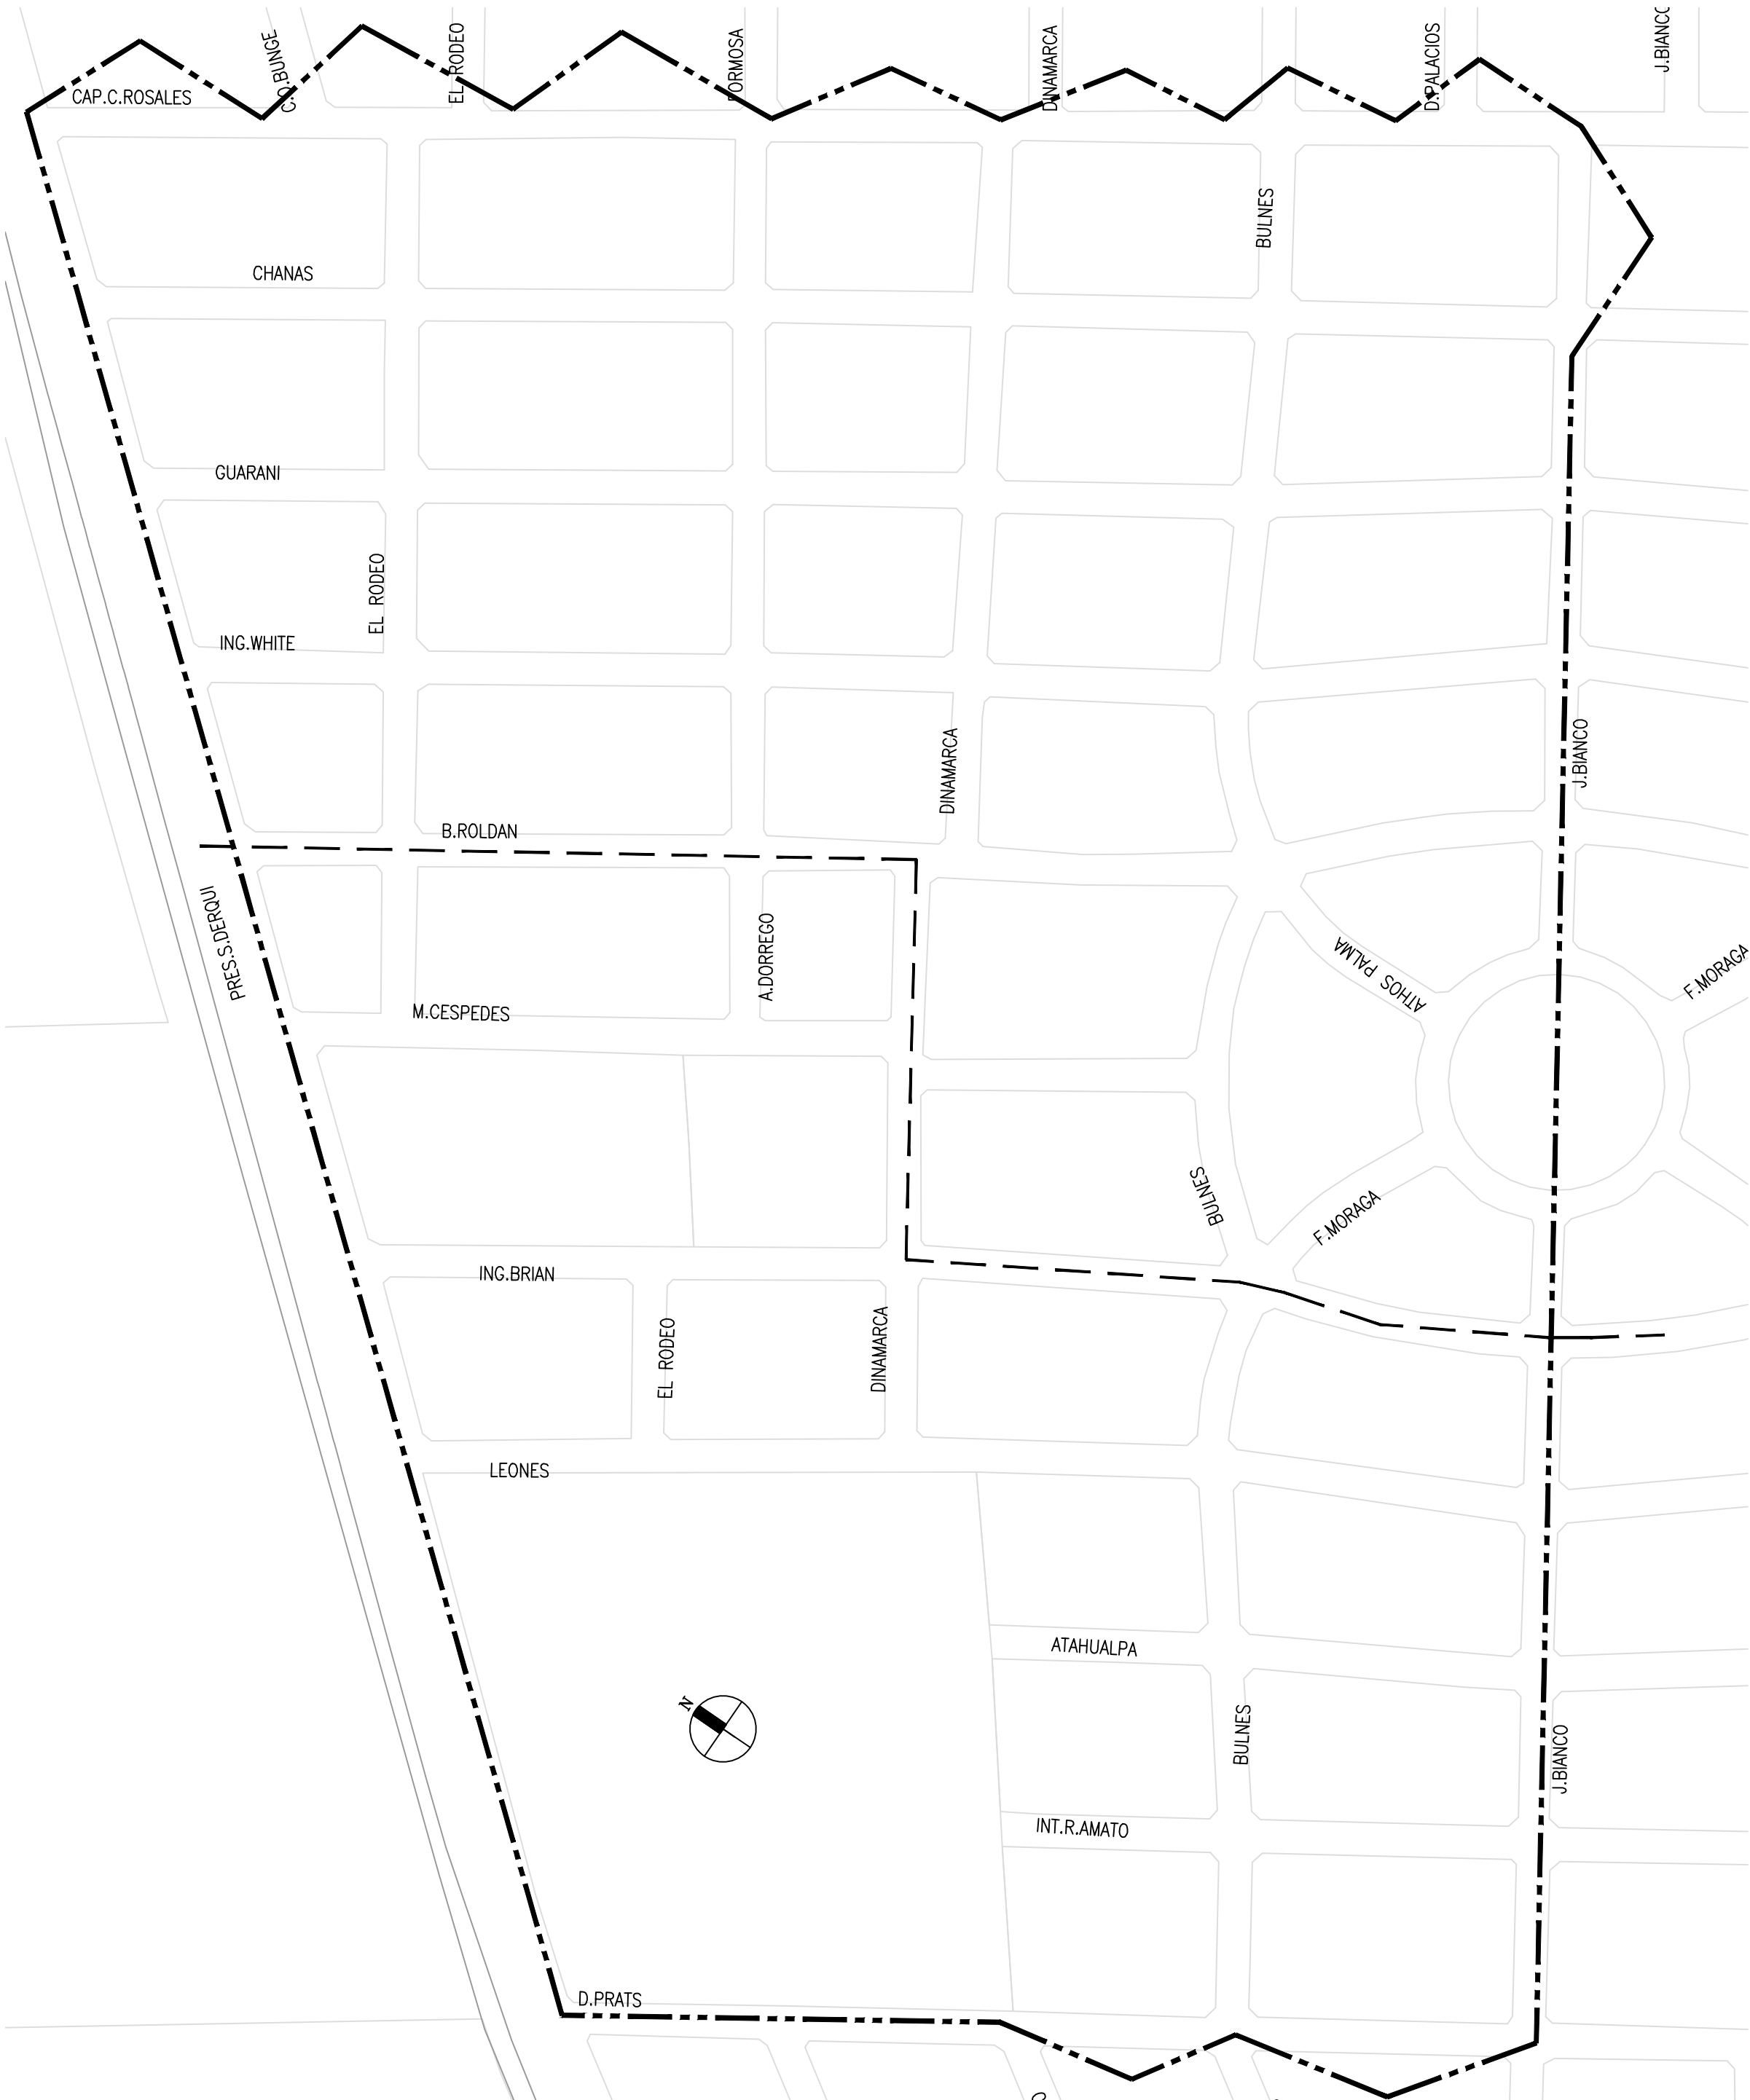 CAP.C.ROSALES
C.O.BUNGE
EL RODEO
FORMOSA
DINAMARCA
D.PALACIOS
J.BIANCO
BULNES
CHANAS
GUARANI
EL RODEO
ING.WHITE
DINAMARCA
J.BIANCO
B.ROLDAN
PRES.S.DERQUI
A.DORREGO
M.CESPEDES
ATHOS PALMA
F.MORAGA
BULNES
F.MORAGA
ING.BRIAN
EL RODEO
DINAMARCA
LEONES
ATAHUALPA
N
BULNES
J.BIANCO
INT.R.AMATO
D.PRATS